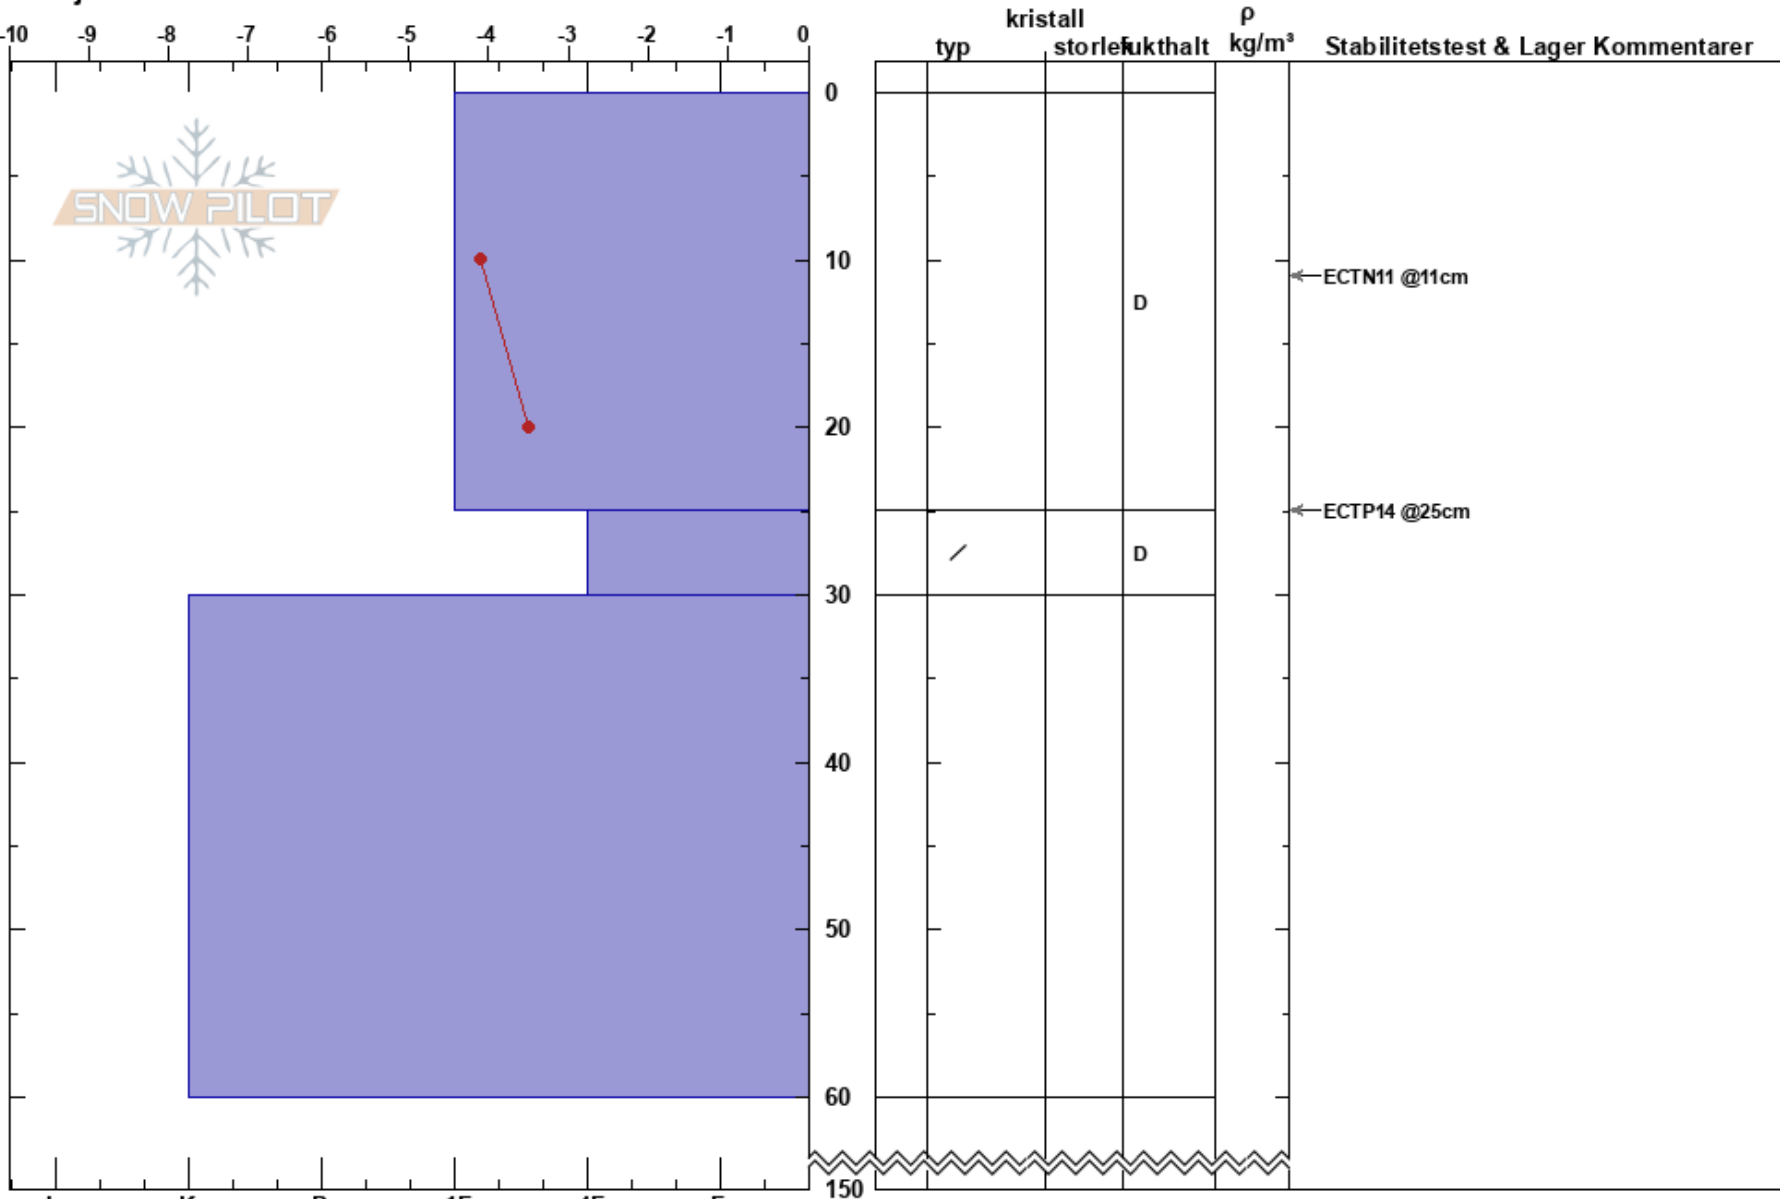 kristall ρ
-10 -9 -8 -7 -6 -5 -4 -3 -2 -1 0 typ storlek fukthalt kg/m³ Stabilitetstest & Lager Kommentarer
0
SNOW PILOT
10
ECTN11 @11cm
D
20
ECTP14 @25cm
D
30
40
50
60
150